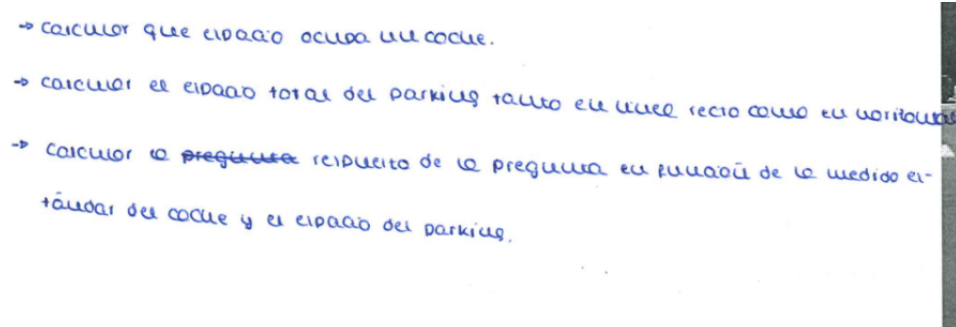 → calcular que espacio ocupa un coche.
→ calcular el espacio total del parking tanto en linea recta como en horizontal
→ calcular la pregunta respuesta de la pregunta en función de la medida es-
tándar del coche y el espacio del parking.